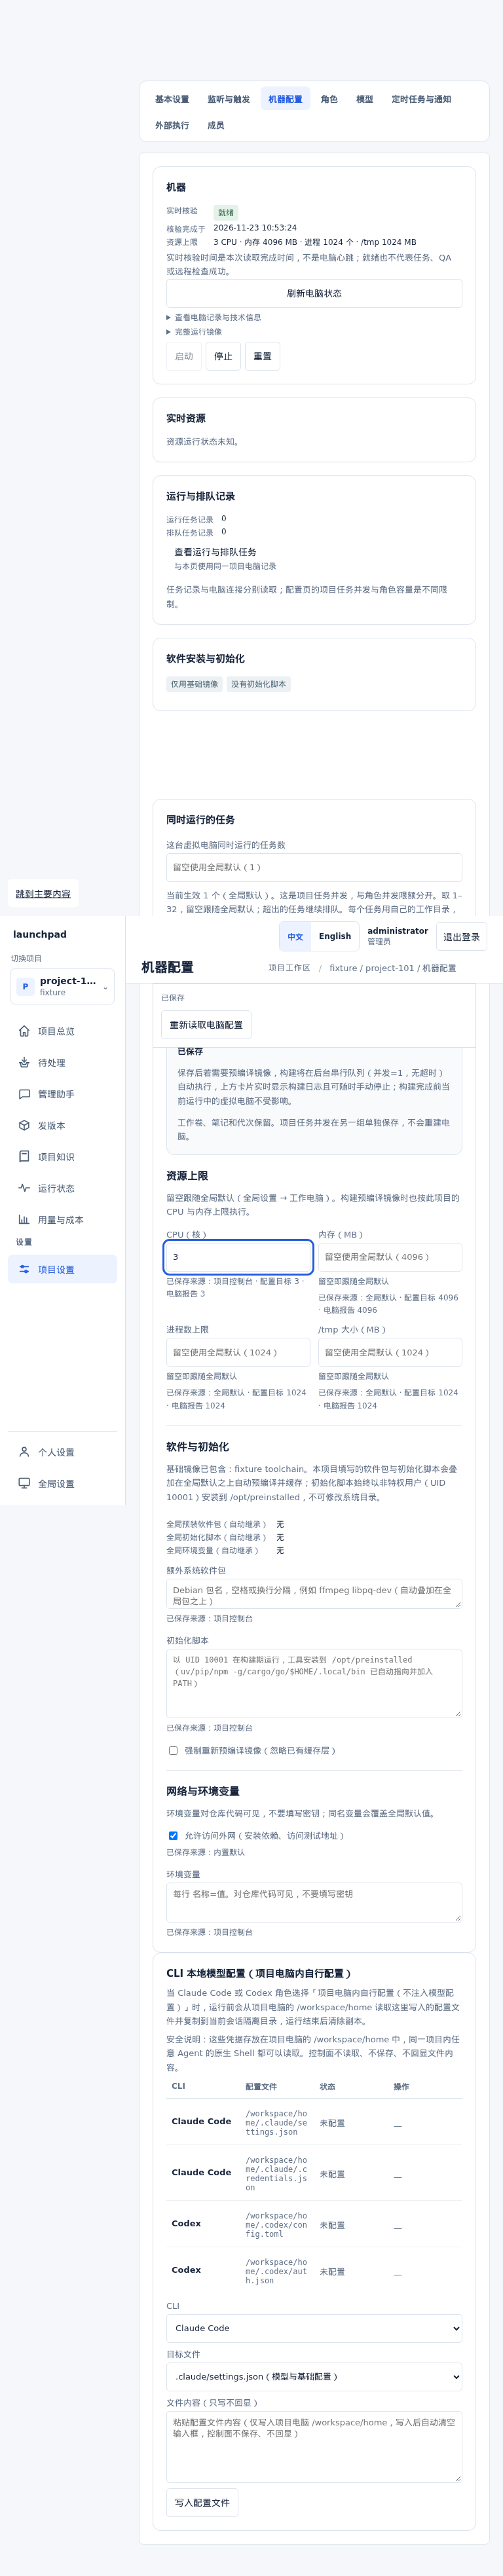 基本设置
监听与触发
机器配置
角色
模型
定时任务与通知
外部执行
成员
机器
实时核验
就绪
核验完成于
2026-11-23 10:53:24
资源上限
3 CPU · 内存 4096 MB · 进程 1024 个 · /tmp 1024 MB
实时核验时间是本次读取完成时间，不是电脑心跳；就绪也不代表任务、QA
或远程检查成功。
刷新电脑状态
查看电脑记录与技术信息
完整运行镜像
启动
停止
重置
实时资源
资源运行状态未知。
运行与排队记录
运行任务记录 0
排队任务记录 0
查看运行与排队任务
与本页使用同一项目电脑记录
任务记录与电脑连接分别读取；配置页的项目任务并发与角色容量是不同限
制。
软件安装与初始化
仅用基础镜像
没有初始化脚本
同时运行的任务
这台虚拟电脑同时运行的任务数
留空使用全局默认（1）
当前生效 1 个（全局默认）。这是项目任务并发，与角色并发限额分开。取 1–
32，留空跟随全局默认；超出的任务继续排队。每个任务用自己的工作目录，
跳到主要内容
launchpad
切换项目
P
project-1...
fixture
项目总览
待处理
管理助手
发版本
项目知识
运行状态
用量与成本
设置
项目设置
个人设置
全局设置
中文
English
administrator
管理员
退出登录
机器配置
项目工作区 / fixture / project-101 / 机器配置
已保存
重新读取电脑配置
已保存
保存后若需要预编译镜像，构建将在后台串行队列（并发=1，无超时）
自动执行，上方卡片实时显示构建日志且可随时手动停止；构建完成前当
前运行中的虚拟电脑不受影响。
工作卷、笔记和代次保留。项目任务并发在另一组单独保存，不会重建电
脑。
资源上限
留空跟随全局默认（全局设置 → 工作电脑）。构建预编译镜像时也按此项目的
CPU 与内存上限执行。
CPU（核）
3
已保存来源：项目控制台 · 配置目标 3 ·
电脑报告 3
内存（MB）
留空使用全局默认（4096）
留空即跟随全局默认
已保存来源：全局默认 · 配置目标 4096
· 电脑报告 4096
进程数上限
留空使用全局默认（1024）
留空即跟随全局默认
已保存来源：全局默认 · 配置目标 1024
· 电脑报告 1024
/tmp 大小（MB）
留空使用全局默认（1024）
留空即跟随全局默认
已保存来源：全局默认 · 配置目标 1024
· 电脑报告 1024
软件与初始化
基础镜像已包含：fixture toolchain。本项目填写的软件包与初始化脚本会叠
加在全局默认之上自动预编译并缓存；初始化脚本始终以非特权用户（UID
10001）安装到 /opt/preinstalled，不可修改系统目录。
全局预装软件包（自动继承） 无
全局初始化脚本（自动继承） 无
全局环境变量（自动继承） 无
额外系统软件包
Debian 包名，空格或换行分隔，例如 ffmpeg libpq-dev（自动叠加在全
局包之上）
已保存来源：项目控制台
初始化脚本
以 UID 10001 在构建期运行，工具安装到 /opt/preinstalled
（uv/pip/npm -g/cargo/go/$HOME/.local/bin 已自动指向并加入
PATH）
已保存来源：项目控制台
强制重新预编译镜像（忽略已有缓存层）
网络与环境变量
环境变量对仓库代码可见，不要填写密钥；同名变量会覆盖全局默认值。
允许访问外网（安装依赖、访问测试地址）
已保存来源：内置默认
环境变量
每行 名称=值。对仓库代码可见，不要填写密钥
已保存来源：项目控制台
CLI 本地模型配置（项目电脑内自行配置）
当 Claude Code 或 Codex 角色选择「项目电脑内自行配置（不注入模型配
置）」时，运行前会从项目电脑的 /workspace/home 读取这里写入的配置文
件并复制到当前会话隔离目录，运行结束后清除副本。
安全说明：这些凭据存放在项目电脑的 /workspace/home 中，同一项目内任
意 Agent 的原生 Shell 都可以读取。控制面不读取、不保存、不回显文件内
容。
CLI 配置文件 状态 操作
Claude Code
/workspace/ho
me/.claude/se
ttings.json
未配置
—
Claude Code
/workspace/ho
me/.claude/.c
redentials.js
on
未配置
—
Codex
/workspace/ho
me/.codex/con
fig.toml
未配置
—
Codex
/workspace/ho
me/.codex/aut
h.json
未配置
—
CLI
Claude Code
目标文件
.claude/settings.json（模型与基础配置）
文件内容（只写不回显）
粘贴配置文件内容（仅写入项目电脑 /workspace/home，写入后自动清空
输入框，控制面不保存、不回显）
写入配置文件